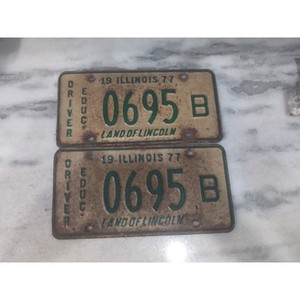 19 ILLINOIS 77
DRIVER
EDUC.
0695 B
LAND OF LINCOLN
19 ILLINOIS 77
DRIVER
EDUC.
0695 B
LAND OF LINCOLN